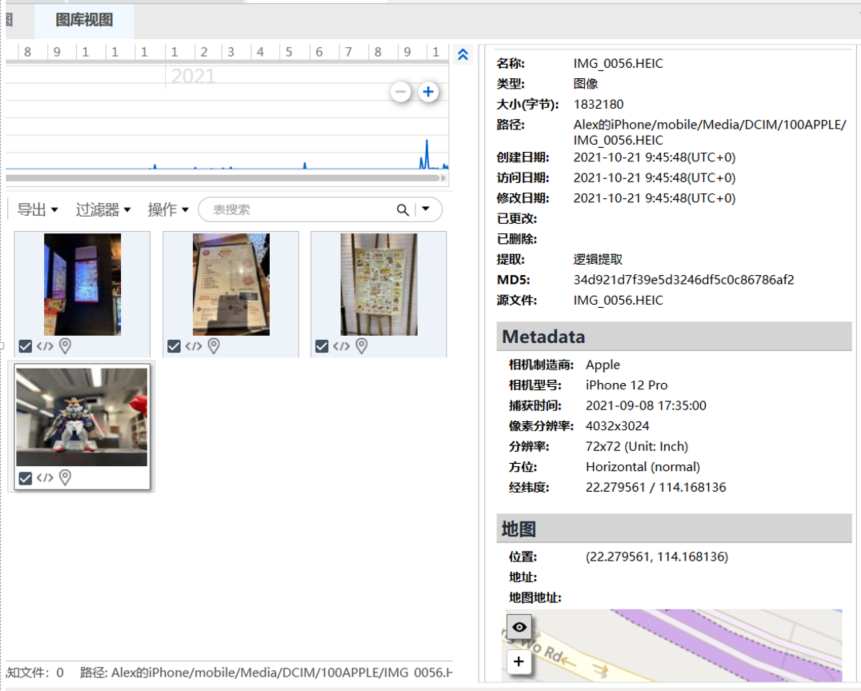 图库视图
8 9 1 1 1 1 2 3 4 5 6 7 8 9 1
2021
导出 过滤器 操作 表搜索
名称: IMG_0056.HEIC
类型: 图像
大小(字节): 1832180
路径: Alex的iPhone/mobile/Media/DCIM/100APPLE/
IMG_0056.HEIC
创建日期: 2021-10-21 9:45:48(UTC+0)
访问日期: 2021-10-21 9:45:48(UTC+0)
修改日期: 2021-10-21 9:45:48(UTC+0)
已更改:
已删除:
提取: 逻辑提取
MD5: 34d921d7f39e5d3246df5c0c86786af2
源文件: IMG_0056.HEIC
Metadata
相机制造商: Apple
相机型号: iPhone 12 Pro
捕获时间: 2021-09-08 17:35:00
像素分辨率: 4032x3024
分辨率: 72x72 (Unit: Inch)
方位: Horizontal (normal)
经纬度: 22.279561 / 114.168136
地图
位置: (22.279561, 114.168136)
地址:
地图地址:
Wo Rd
知文件: 0 路径: Alex的iPhone/mobile/Media/DCIM/100APPLE/IMG_0056.H